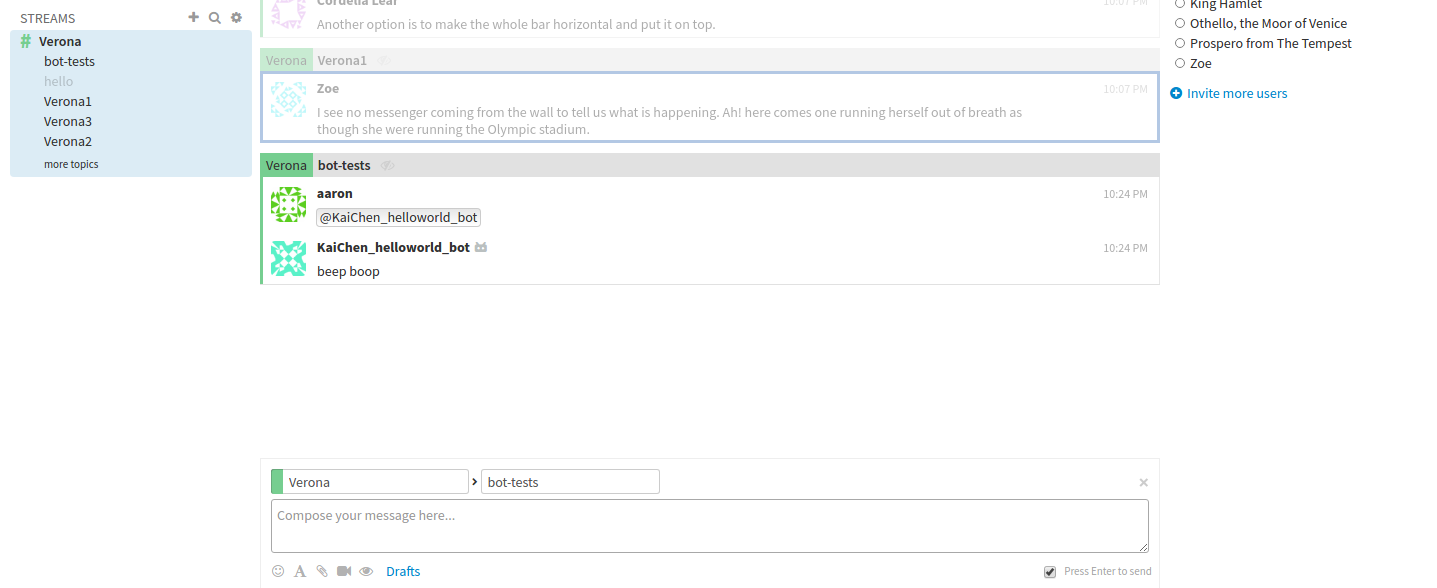 STREAMS
# Verona
bot-tests
hello
Verona1
Verona3
Verona2
more topics
Cordelia Lear 10:07 PM
Another option is to make the whole bar horizontal and put it on top.
Verona Verona1
Zoe 10:07 PM
I see no messenger coming from the wall to tell us what is happening. Ah! here comes one running herself out of breath as
though she were running the Olympic stadium.
Verona bot-tests
aaron 10:24 PM
@KaiChen_helloworld_bot
KaiChen_helloworld_bot 10:24 PM
beep boop
Verona › bot-tests
Compose your message here...
Drafts
Press Enter to send
King Hamlet
Othello, the Moor of Venice
Prospero from The Tempest
Zoe
Invite more users